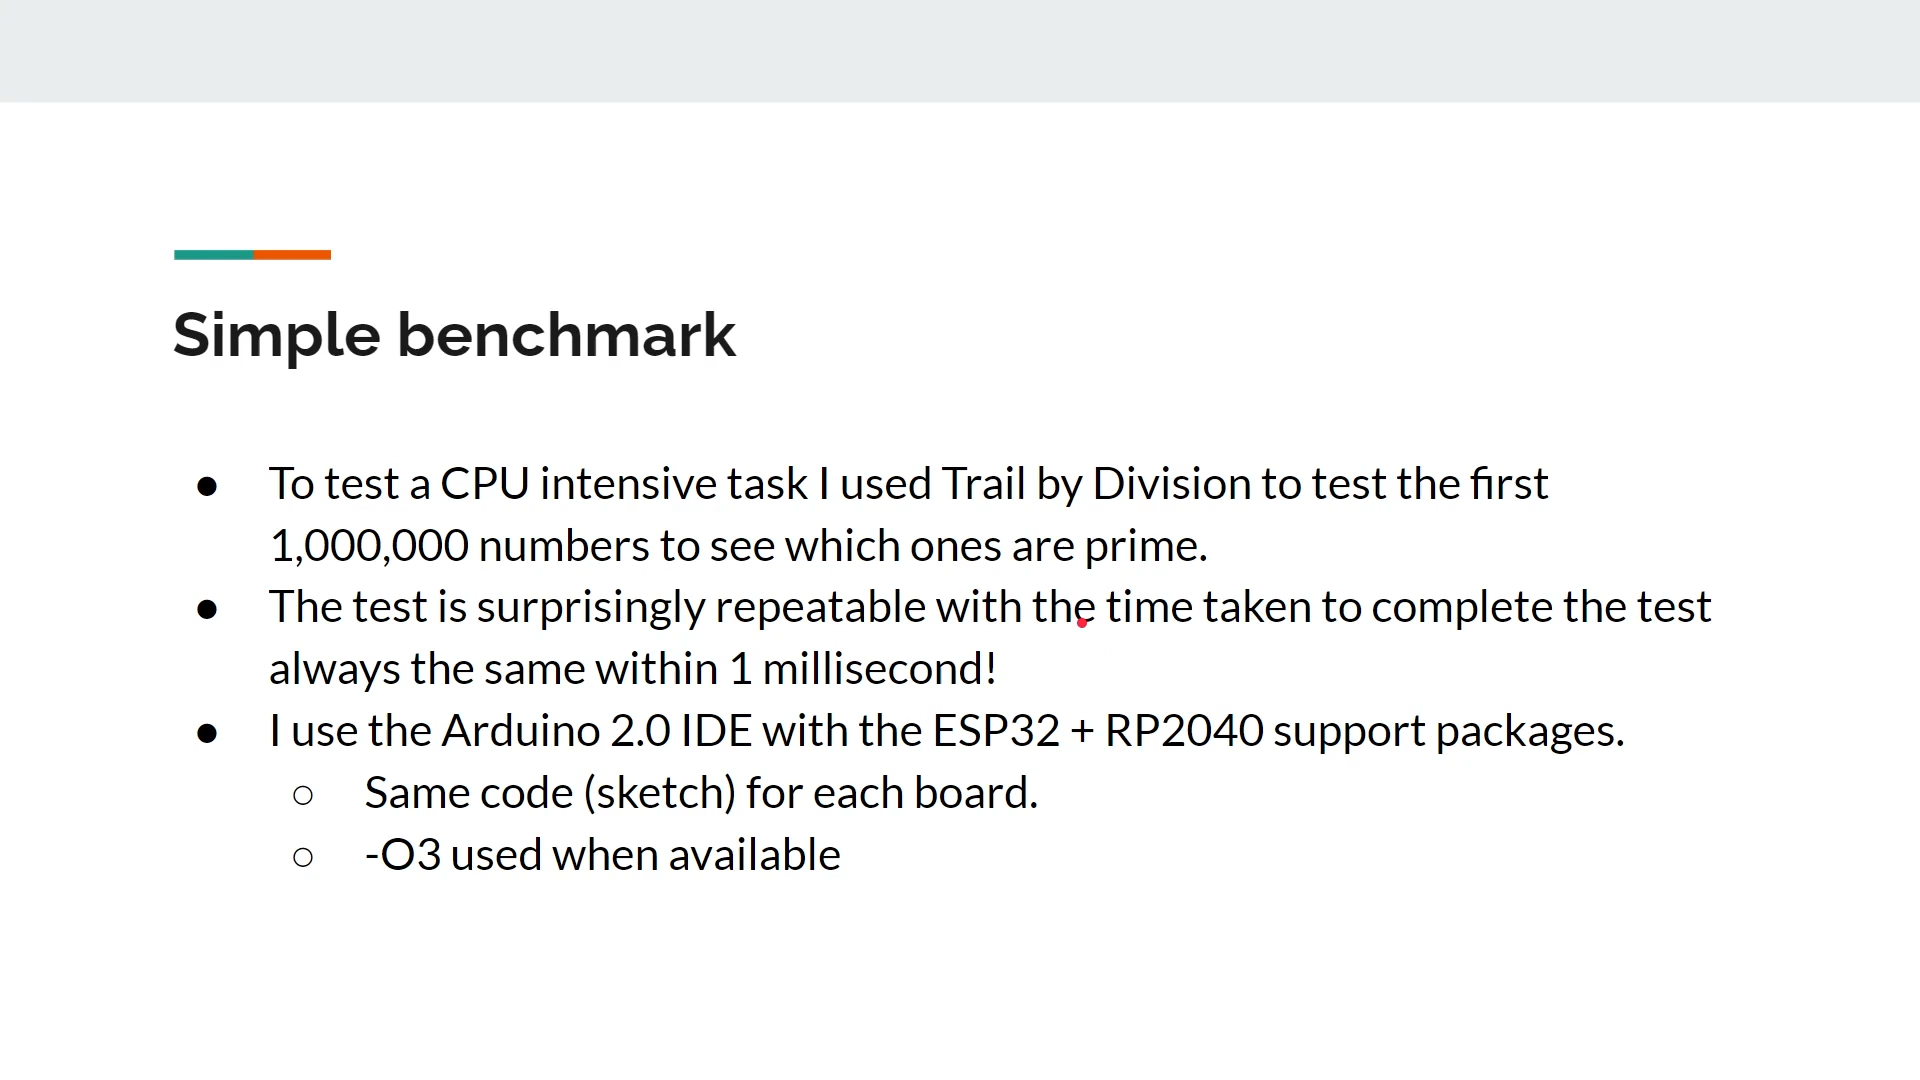 Simple benchmark
● To test a CPU intensive task I used Trail by Division to test the first
1,000,000 numbers to see which ones are prime.
● The test is surprisingly repeatable with the time taken to complete the test
always the same within 1 millisecond!
● I use the Arduino 2.0 IDE with the ESP32 + RP2040 support packages.
○ Same code (sketch) for each board.
○ -O3 used when available